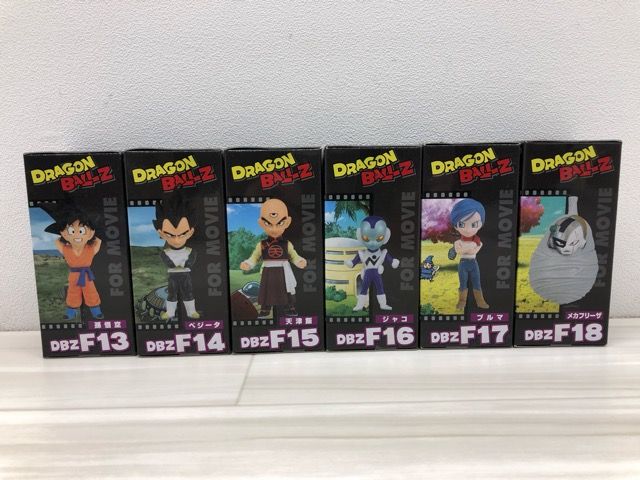 DRAGON
BALL Z
FOR MOVIE
孫悟空
DBZ F13
DRAGON
BALL Z
FOR MOVIE
ベジータ
DBZ F14
DRAGON
BALL Z
FOR MOVIE
天津飯
DBZ F15
DRAGON
BALL Z
FOR MOVIE
ジャコ
DBZ F16
DRAGON
BALL Z
FOR MOVIE
ブルマ
DBZ F17
DRAGON
BALL Z
FOR MOVIE
メカフリーザ
DBZ F18